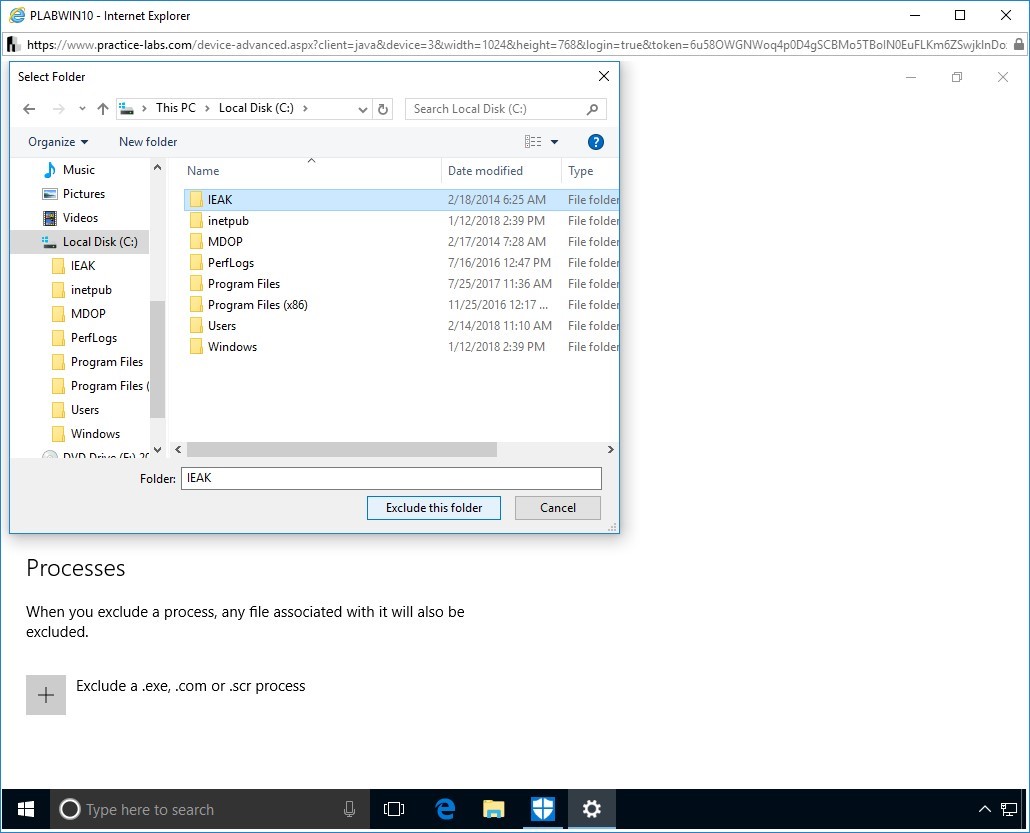 PLABWIN10 - Internet Explorer
https://www.practice-labs.com/device-advanced.aspx?client=java&device=3&width=1024&height=768&login=true&token=6u58OWGNWoq4p0D4gSCBMo5TBoIN0EuFLKm6ZSwjkInDo
Select Folder
This PC > Local Disk (C:) >
Search Local Disk (C:)
Organize
New folder
?
Music
Pictures
Videos
Local Disk (C:)
IEAK
inetpub
MDOP
PerfLogs
Program Files
Program Files (
Users
Windows
DVD Drive (F:) 20
Name Date modified Type
IEAK 2/18/2014 6:25 AM File folder
inetpub 1/12/2018 2:39 PM File folder
MDOP 2/17/2014 7:28 AM File folder
PerfLogs 7/16/2016 12:47 PM File folder
Program Files 7/25/2017 11:36 AM File folder
Program Files (x86) 11/25/2016 12:17 ... File folder
Users 2/14/2018 11:10 AM File folder
Windows 1/12/2018 2:39 PM File folder
Folder: IEAK
Exclude this folder
Cancel
Processes
When you exclude a process, any file associated with it will also be
excluded.
Exclude a .exe, .com or .scr process
Type here to search